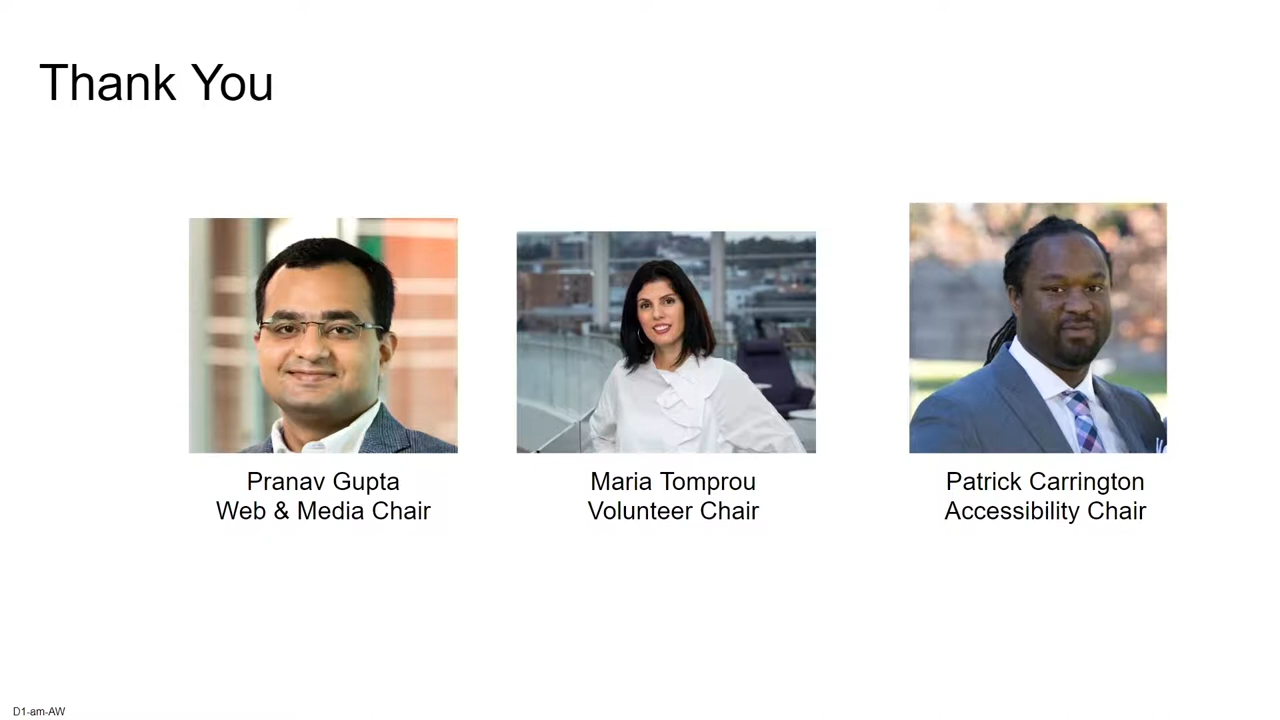 Thank You
Pranav Gupta
Web & Media Chair
Maria Tomprou
Volunteer Chair
Patrick Carrington
Accessibility Chair
D1-am-AW